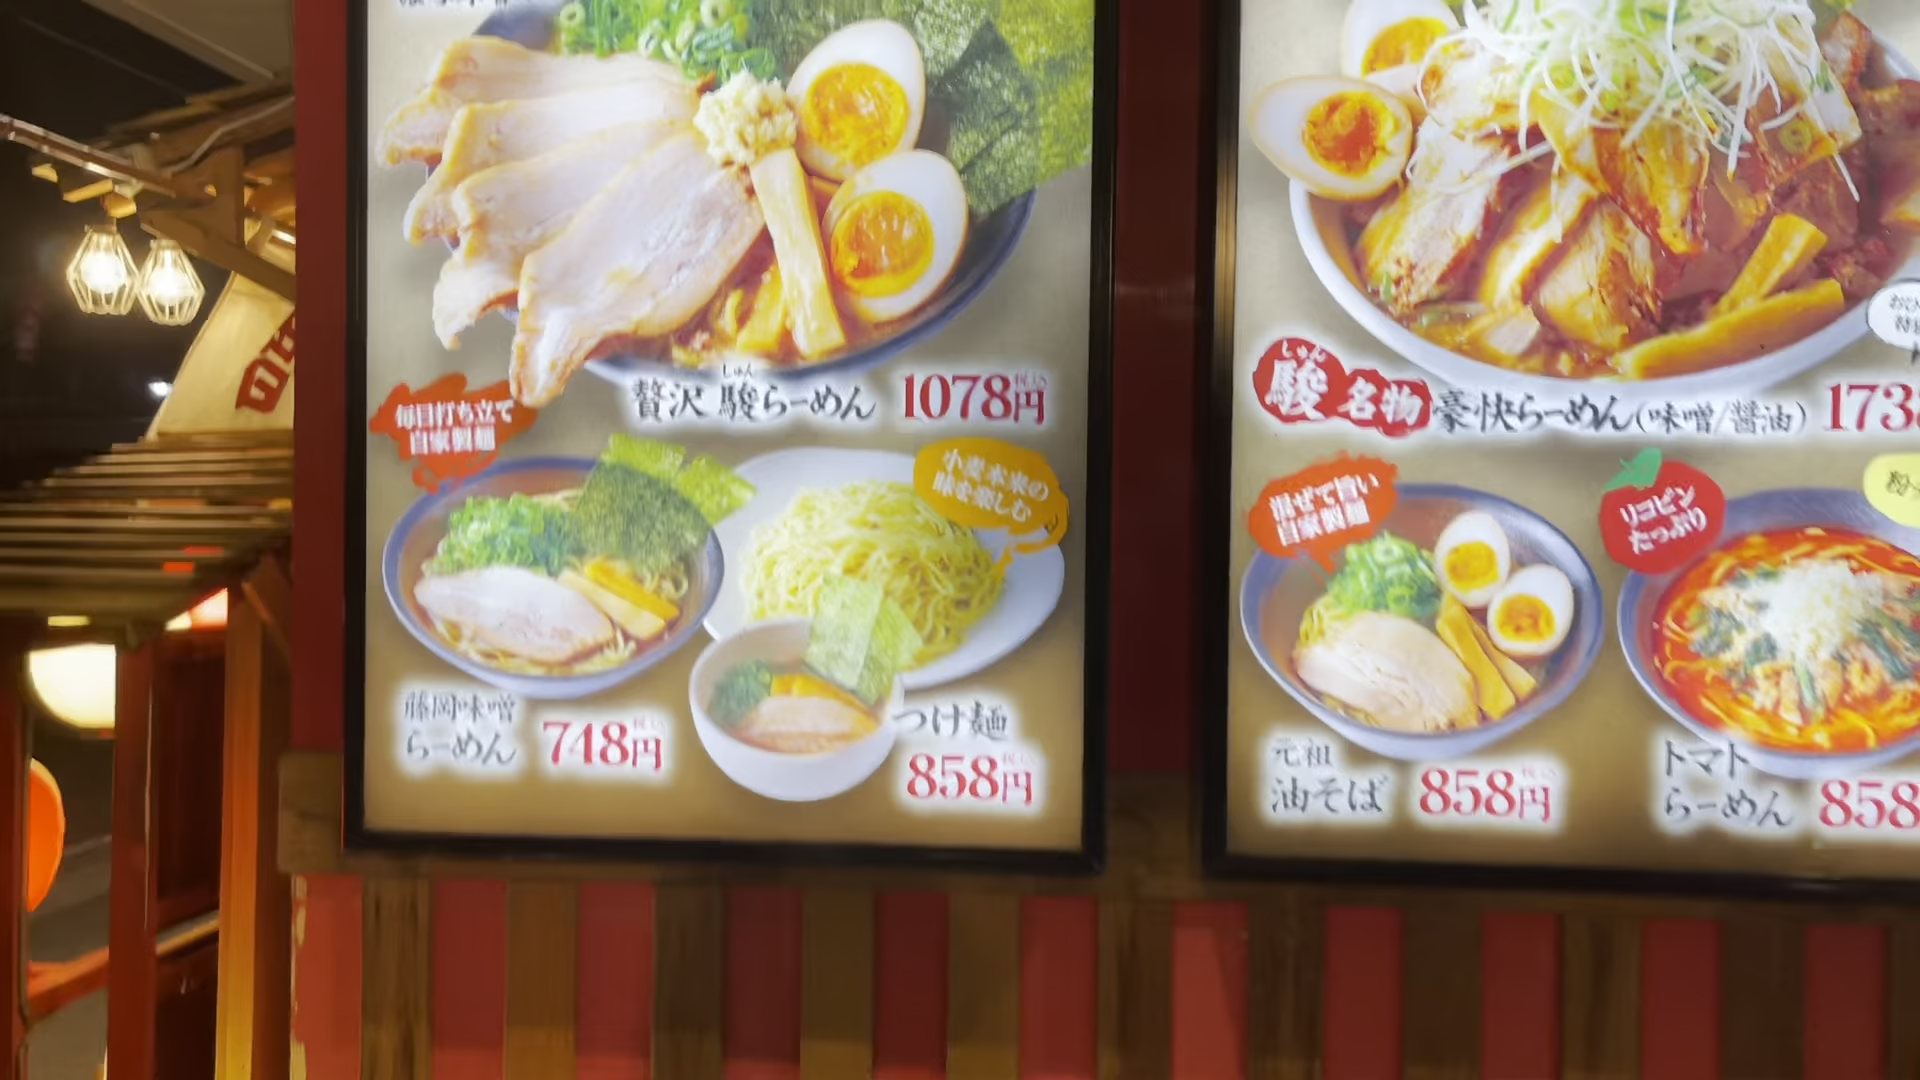 しゅん
贅沢 駿らーめん 1078円
毎日打ち立て
自家製麺
小麦本来の
味を楽しむ
藤岡味噌
らーめん 748円
つけ麺
858円
しゅん
駿 名物 豪快らーめん(味噌/醤油) 173
混ぜて旨い
自家製麺
リコピン
たっぷり
元祖
油そば 858円
トマト
らーめん 858